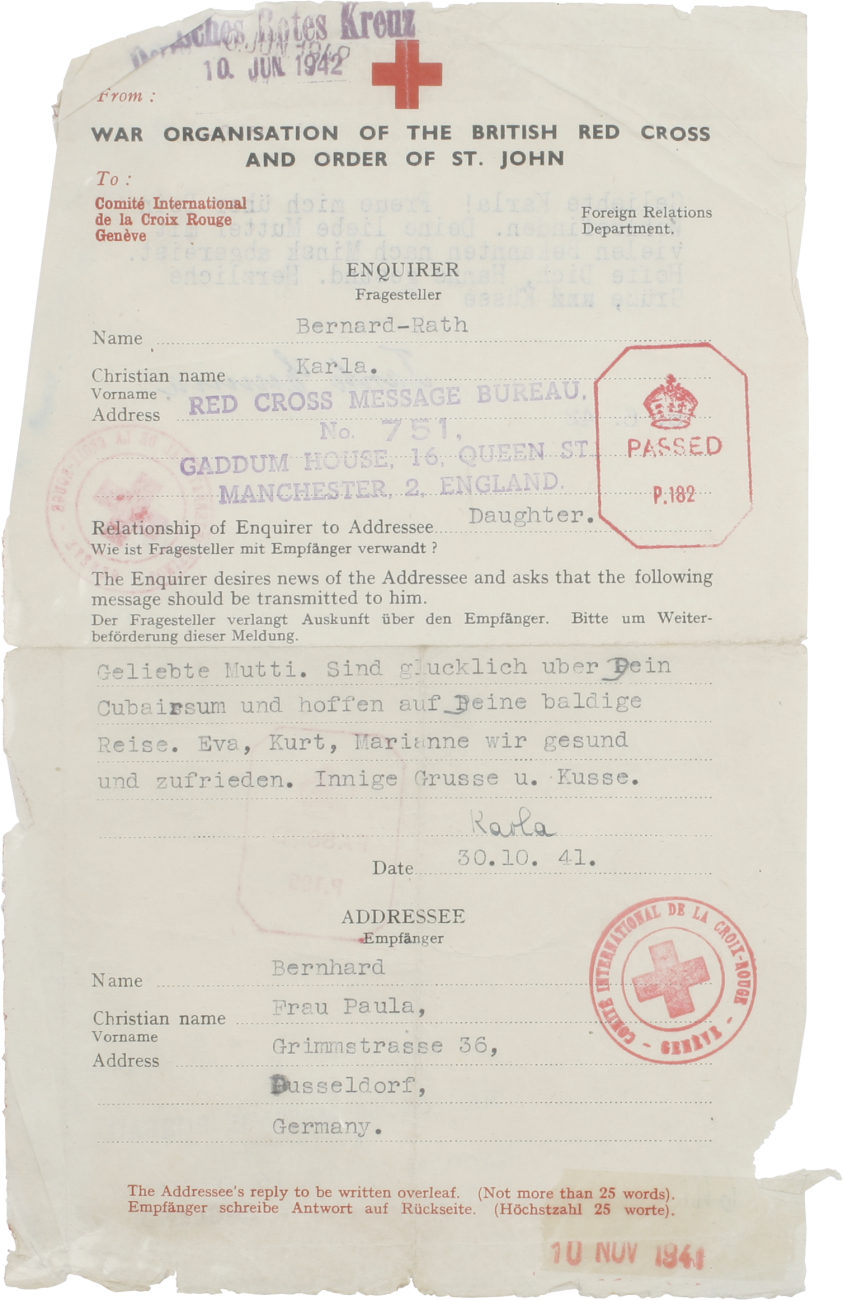 Deutsches Rotes Kreuz
10. JUN. 1942
From :
WAR ORGANISATION OF THE BRITISH RED CROSS
AND ORDER OF ST. JOHN
To :
Comité International
de la Croix Rouge
Genève
Foreign Relations
Department.
ENQUIRER
Fragesteller
Name Bernard-Rath
Christian name Karla.
Vorname
Address RED CROSS MESSAGE BUREAU.
No. 751,
GADDUM HOUSE, 16, QUEEN ST.
MANCHESTER, 2, ENGLAND.
PASSED
P.182
Relationship of Enquirer to Addressee Daughter.
Wie ist Fragesteller mit Empfänger verwandt ?
The Enquirer desires news of the Addressee and asks that the following
message should be transmitted to him.
Der Fragesteller verlangt Auskunft über den Empfänger. Bitte um Weiter-
beförderung dieser Meldung.
Geliebte Mutti. Sind glucklich uber Dein
Cubairsum und hoffen auf Deine baldige
Reise. Eva, Kurt, Marianne wir gesund
und zufrieden. Innige Grusse u. Kusse.
Karla
Date 30.10. 41.
ADDRESSEE
Empfänger
Name Bernhard
Christian name Frau Paula,
Vorname
Address Grimmstrasse 36,
Dusseldorf,
Germany.
COMITÉ INTERNATIONAL DE LA CROIX-ROUGE
- GENÈVE -
The Addressee's reply to be written overleaf. (Not more than 25 words).
Empfänger schreibe Antwort auf Rückseite. (Höchstzahl 25 worte).
10 NOV 1941